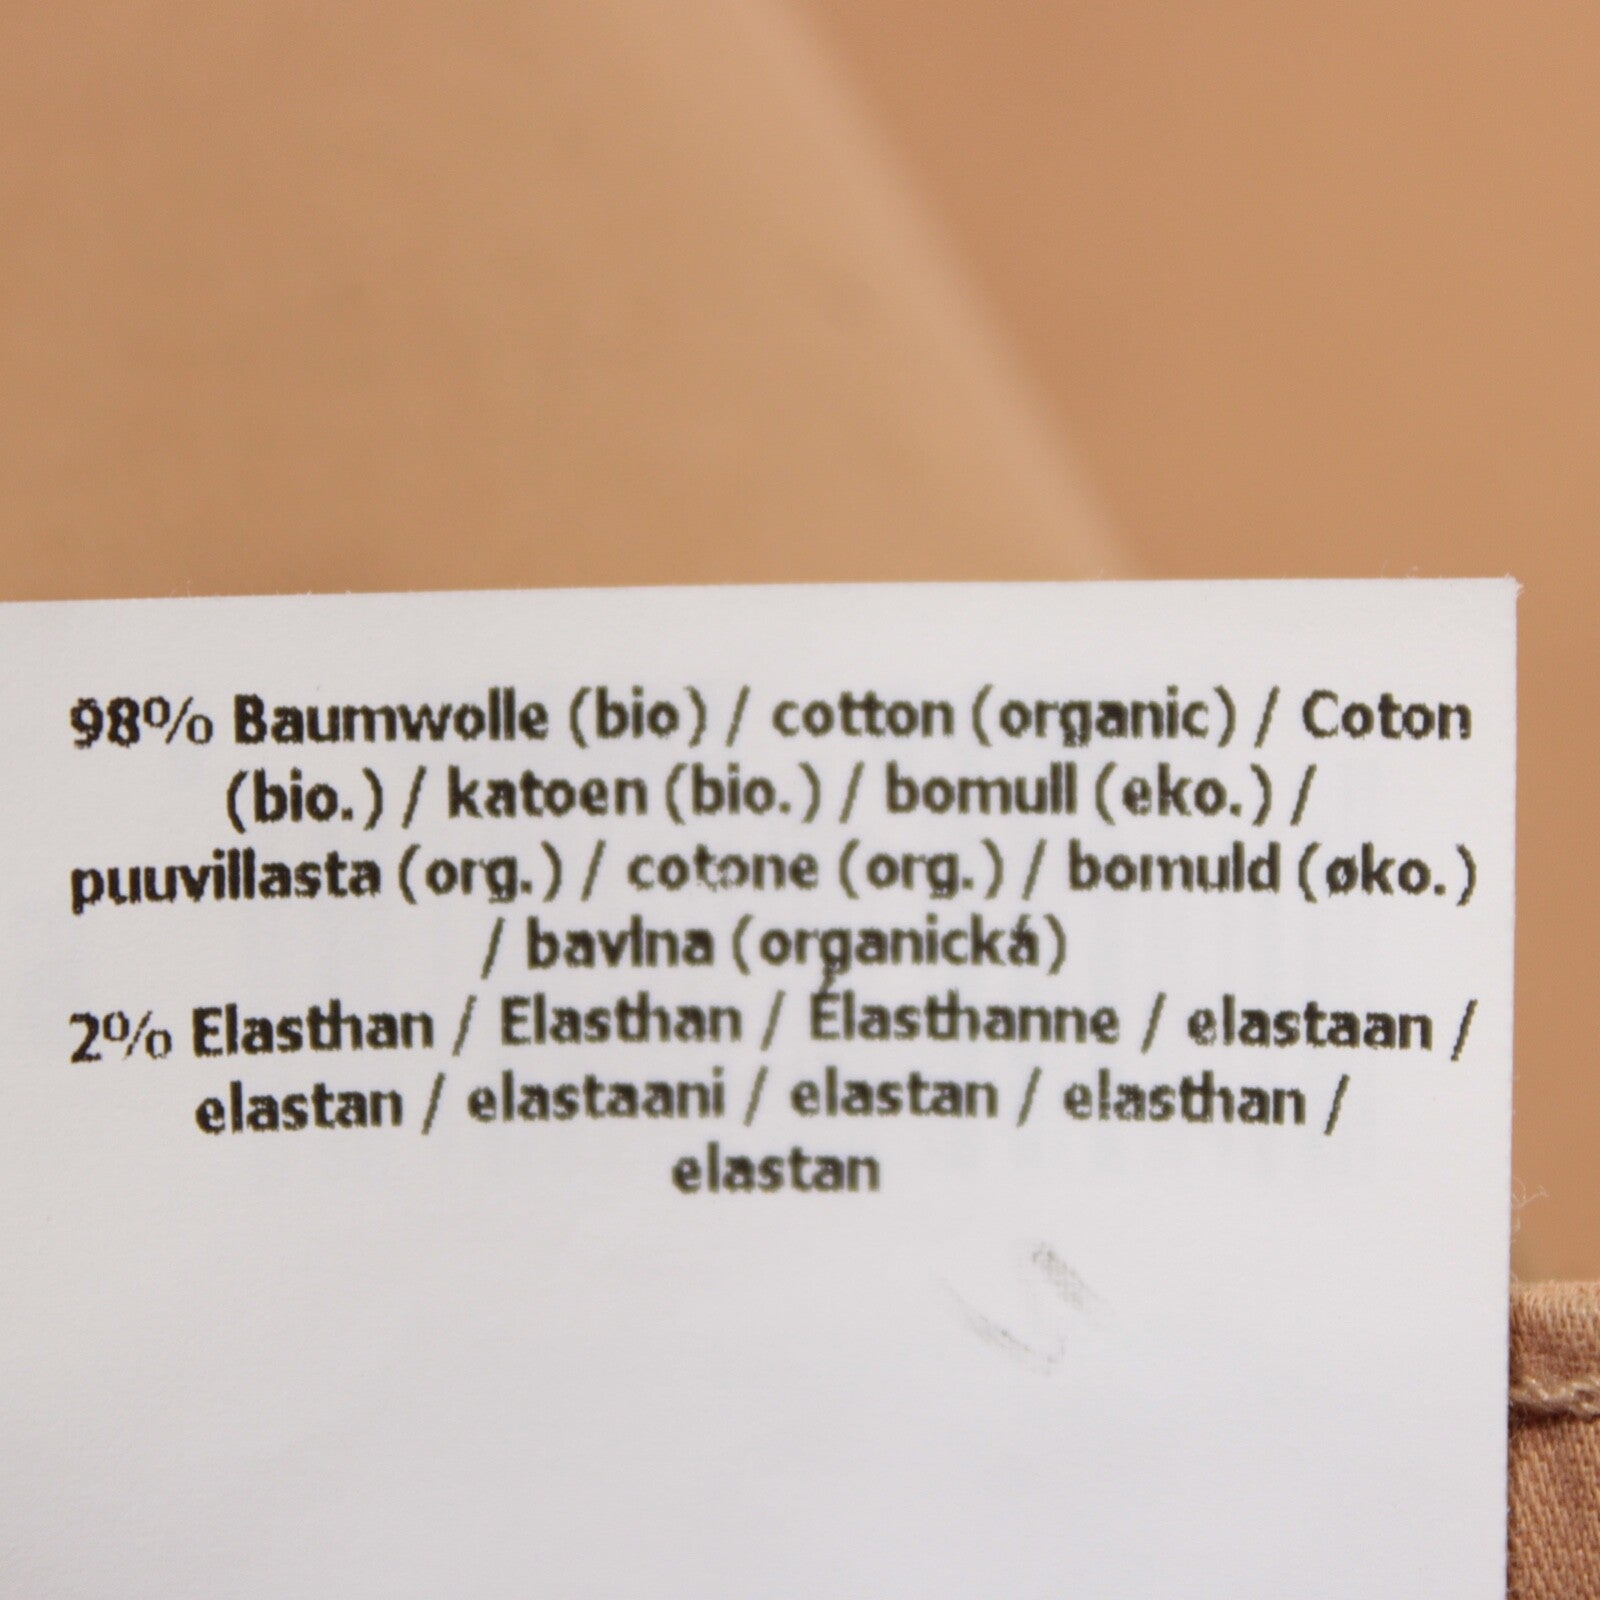 98% Baumwolle (bio) / cotton (organic) / Coton
(bio.) / katoen (bio.) / bomull (eko.) /
puuvillasta (org.) / cotone (org.) / bomuld (øko.)
/ bavlna (organická)
2% Elasthan / Elasthan / Élasthanne / elastaan /
elastan / elastaani / elastan / elasthan /
elastan